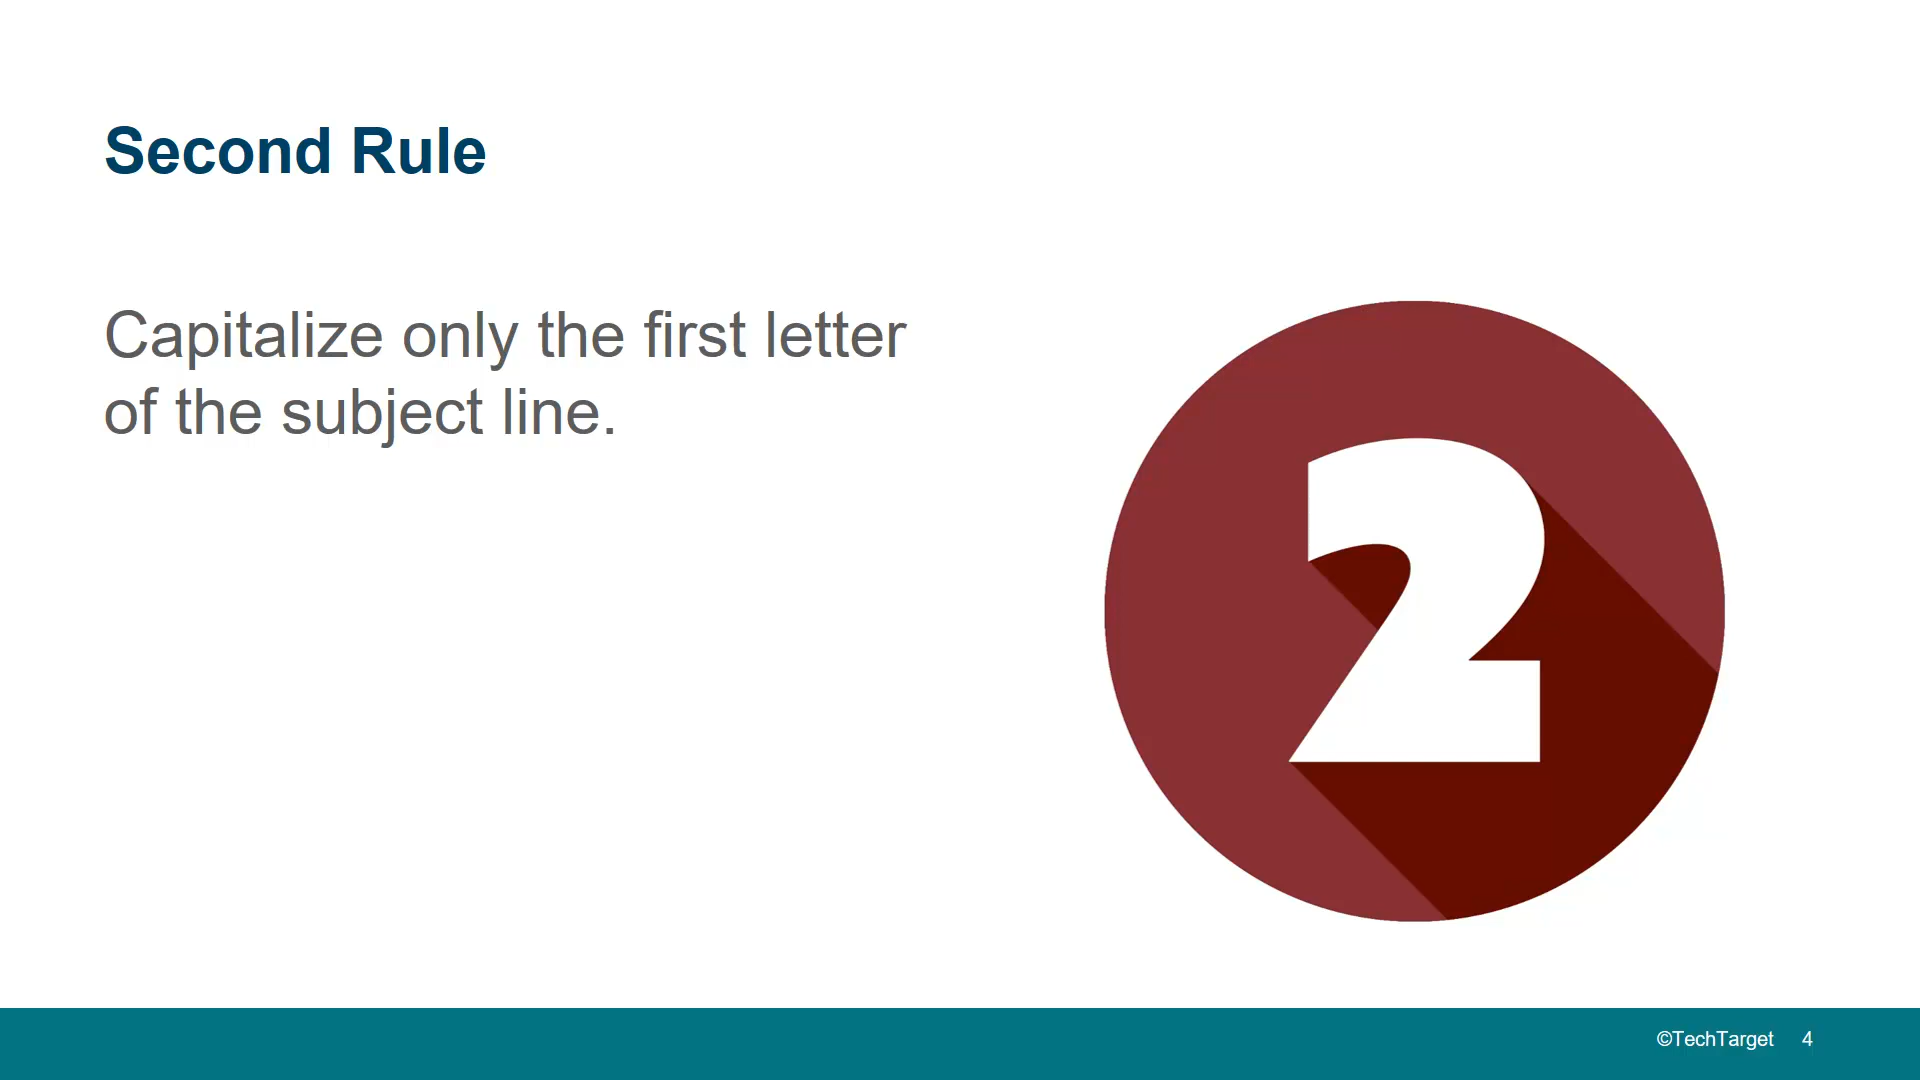 Second Rule
Capitalize only the first letter
of the subject line.
2
©TechTarget 4